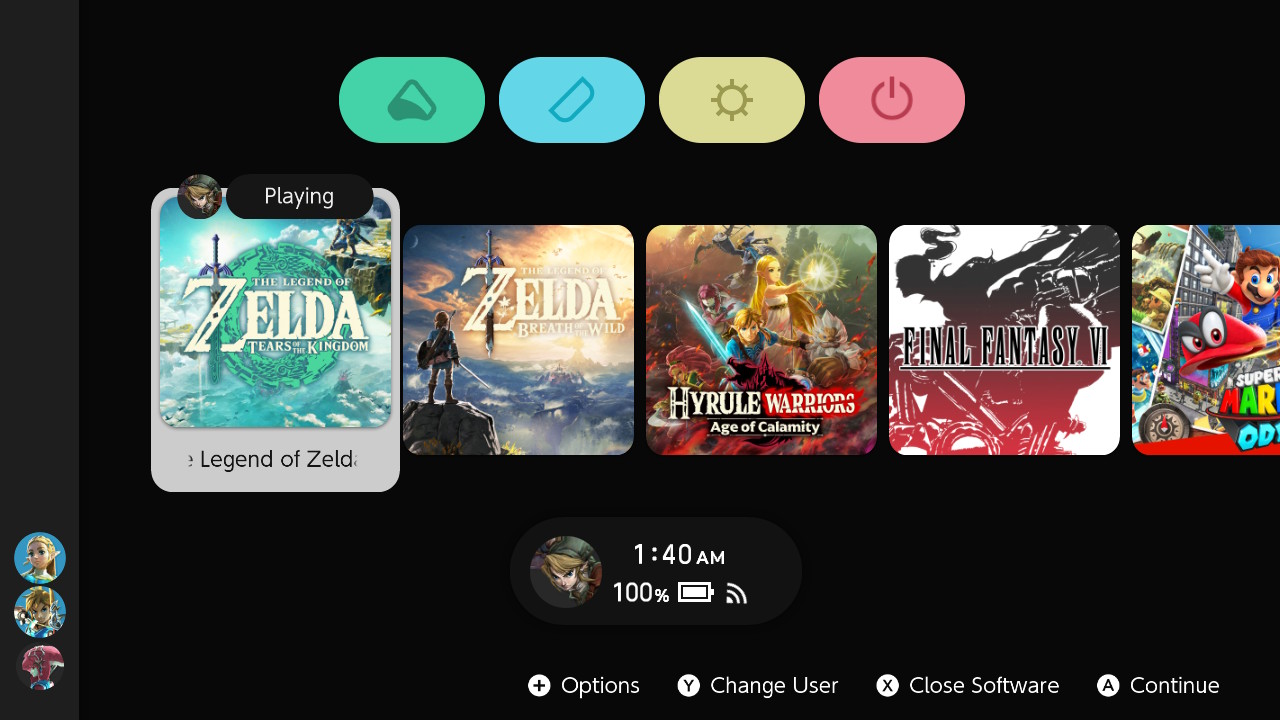 Playing
THE LEGEND OF
ZELDA
TEARS OF THE KINGDOM
Legend of Zelda
THE LEGEND OF
ZELDA
BREATH OF THE WILD
HYRULE WARRIORS
Age of Calamity
FINAL FANTASY VI
SUPER
MAR
ODY
1:40 AM
100%
+ Options
Y Change User
X Close Software
A Continue